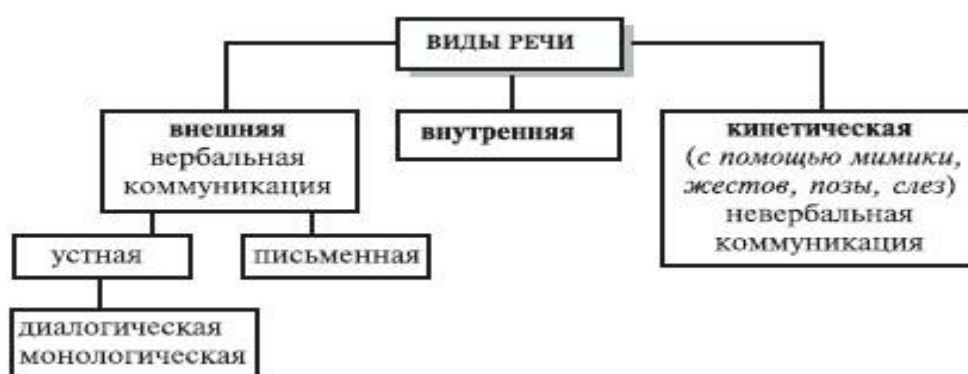 ВИДЫ РЕЧИ
внешняя
вербальная
коммуникация
внутренняя
кинетическая
(с помощью мимики,
жестов, позы, слез)
невербальная
коммуникация
устная
письменная
диалогическая
монологическая